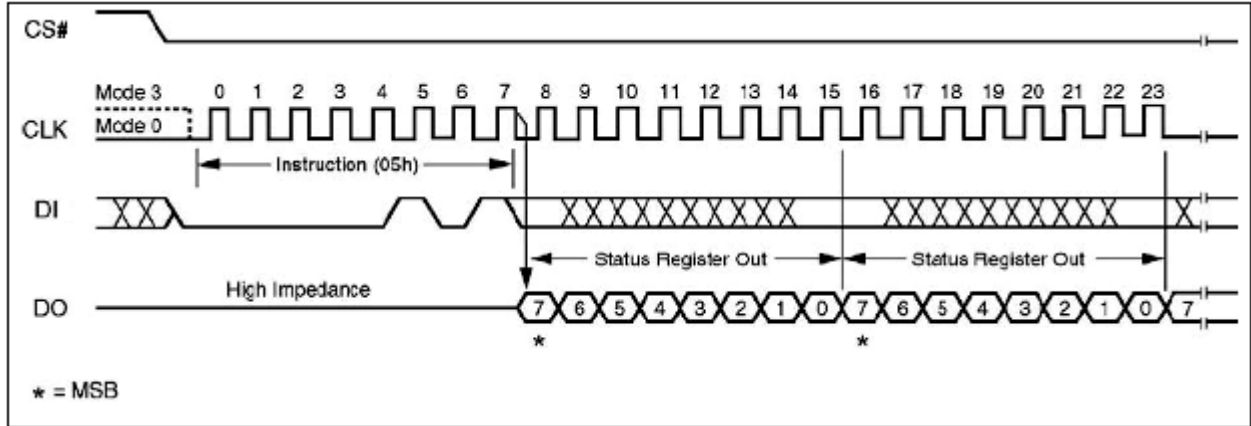 CS#
Mode 3 0 1 2 3 4 5 6 7 8 9 10 11 12 13 14 15 16 17 18 19 20 21 22 23
CLK Mode 0
Instruction (05h)
DI
Status Register Out Status Register Out
High Impedance
DO 7 6 5 4 3 2 1 0 7 6 5 4 3 2 1 0 7
* *
* = MSB